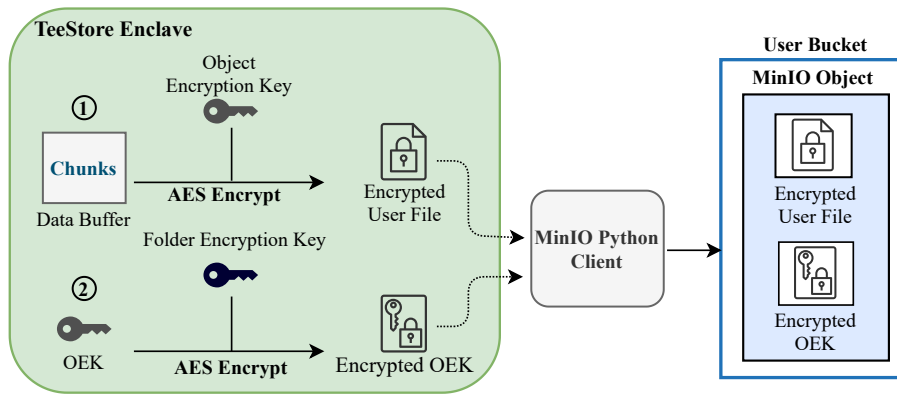 TeeStore Enclave
Object
Encryption Key
1
Chunks
Data Buffer
AES Encrypt
Encrypted
User File
Folder Encryption Key
2
OEK
AES Encrypt
Encrypted OEK
MinIO Python
Client
User Bucket
MinIO Object
Encrypted
User File
Encrypted
OEK